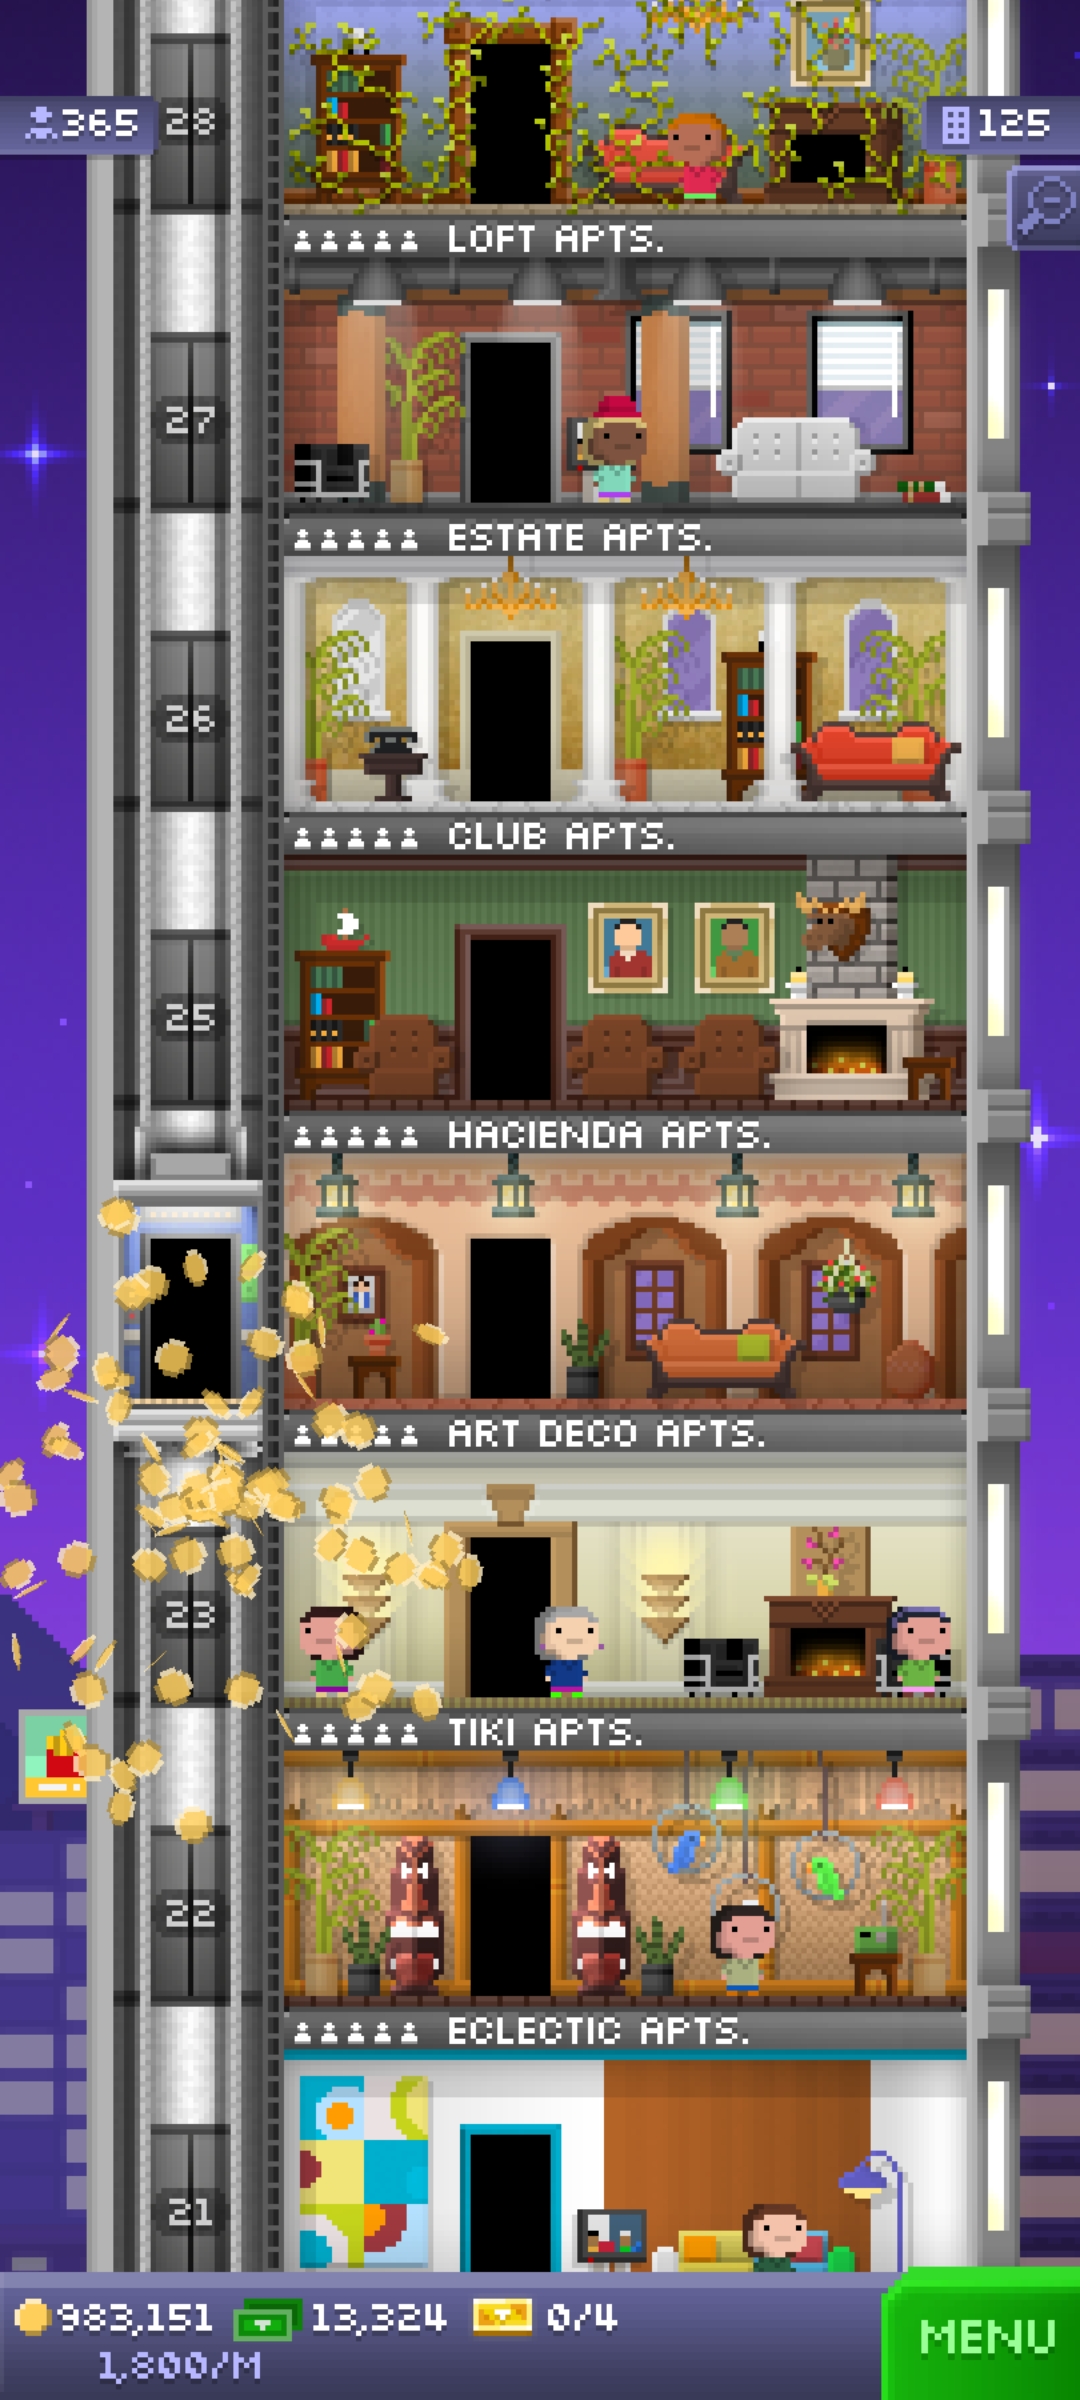 365
28
125
LOFT APTS.
27
ESTATE APTS.
26
CLUB APTS.
25
HACIENDA APTS.
ART DECO APTS.
23
TIKI APTS.
22
ECLECTIC APTS.
21
983,151
13,324
0/4
1,800/M
MENU